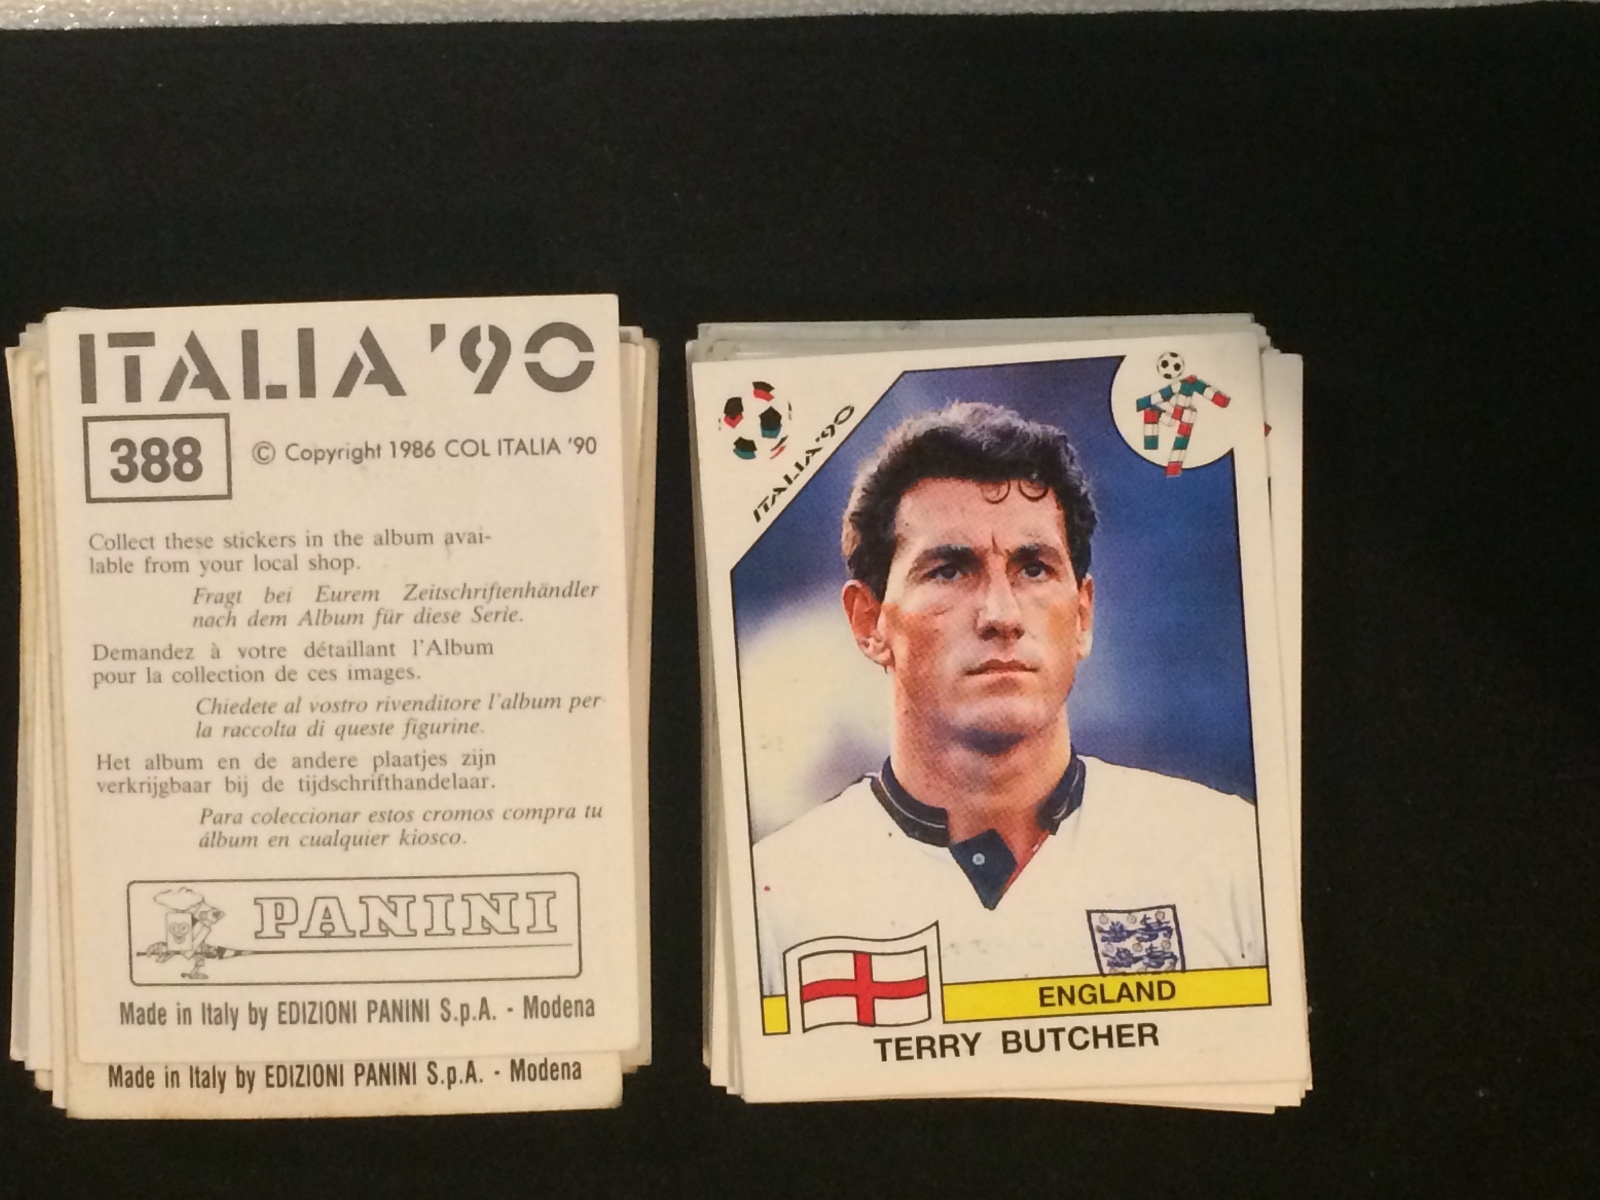 ITALIA '90
388
© Copyright 1986 COL ITALIA '90
Collect these stickers in the album avai-
lable from your local shop.
Fragt bei Eurem Zeitschriftenhändler
nach dem Album für diese Serie.
Demandez à votre détaillant l'Album
pour la collection de ces images.
Chiedete al vostro rivenditore l'album per
la raccolta di queste figurine.
Het album en de andere plaatjes zijn
verkrijgbaar bij de tijdschrifthandelaar.
Para coleccionar estos cromos compra tu
álbum en cualquier kiosco.
PANINI
Made in Italy by EDIZIONI PANINI S.p.A. - Modena
Made in Italy by EDIZIONI PANINI S.p.A. - Modena
ITALIA '90
ENGLAND
TERRY BUTCHER